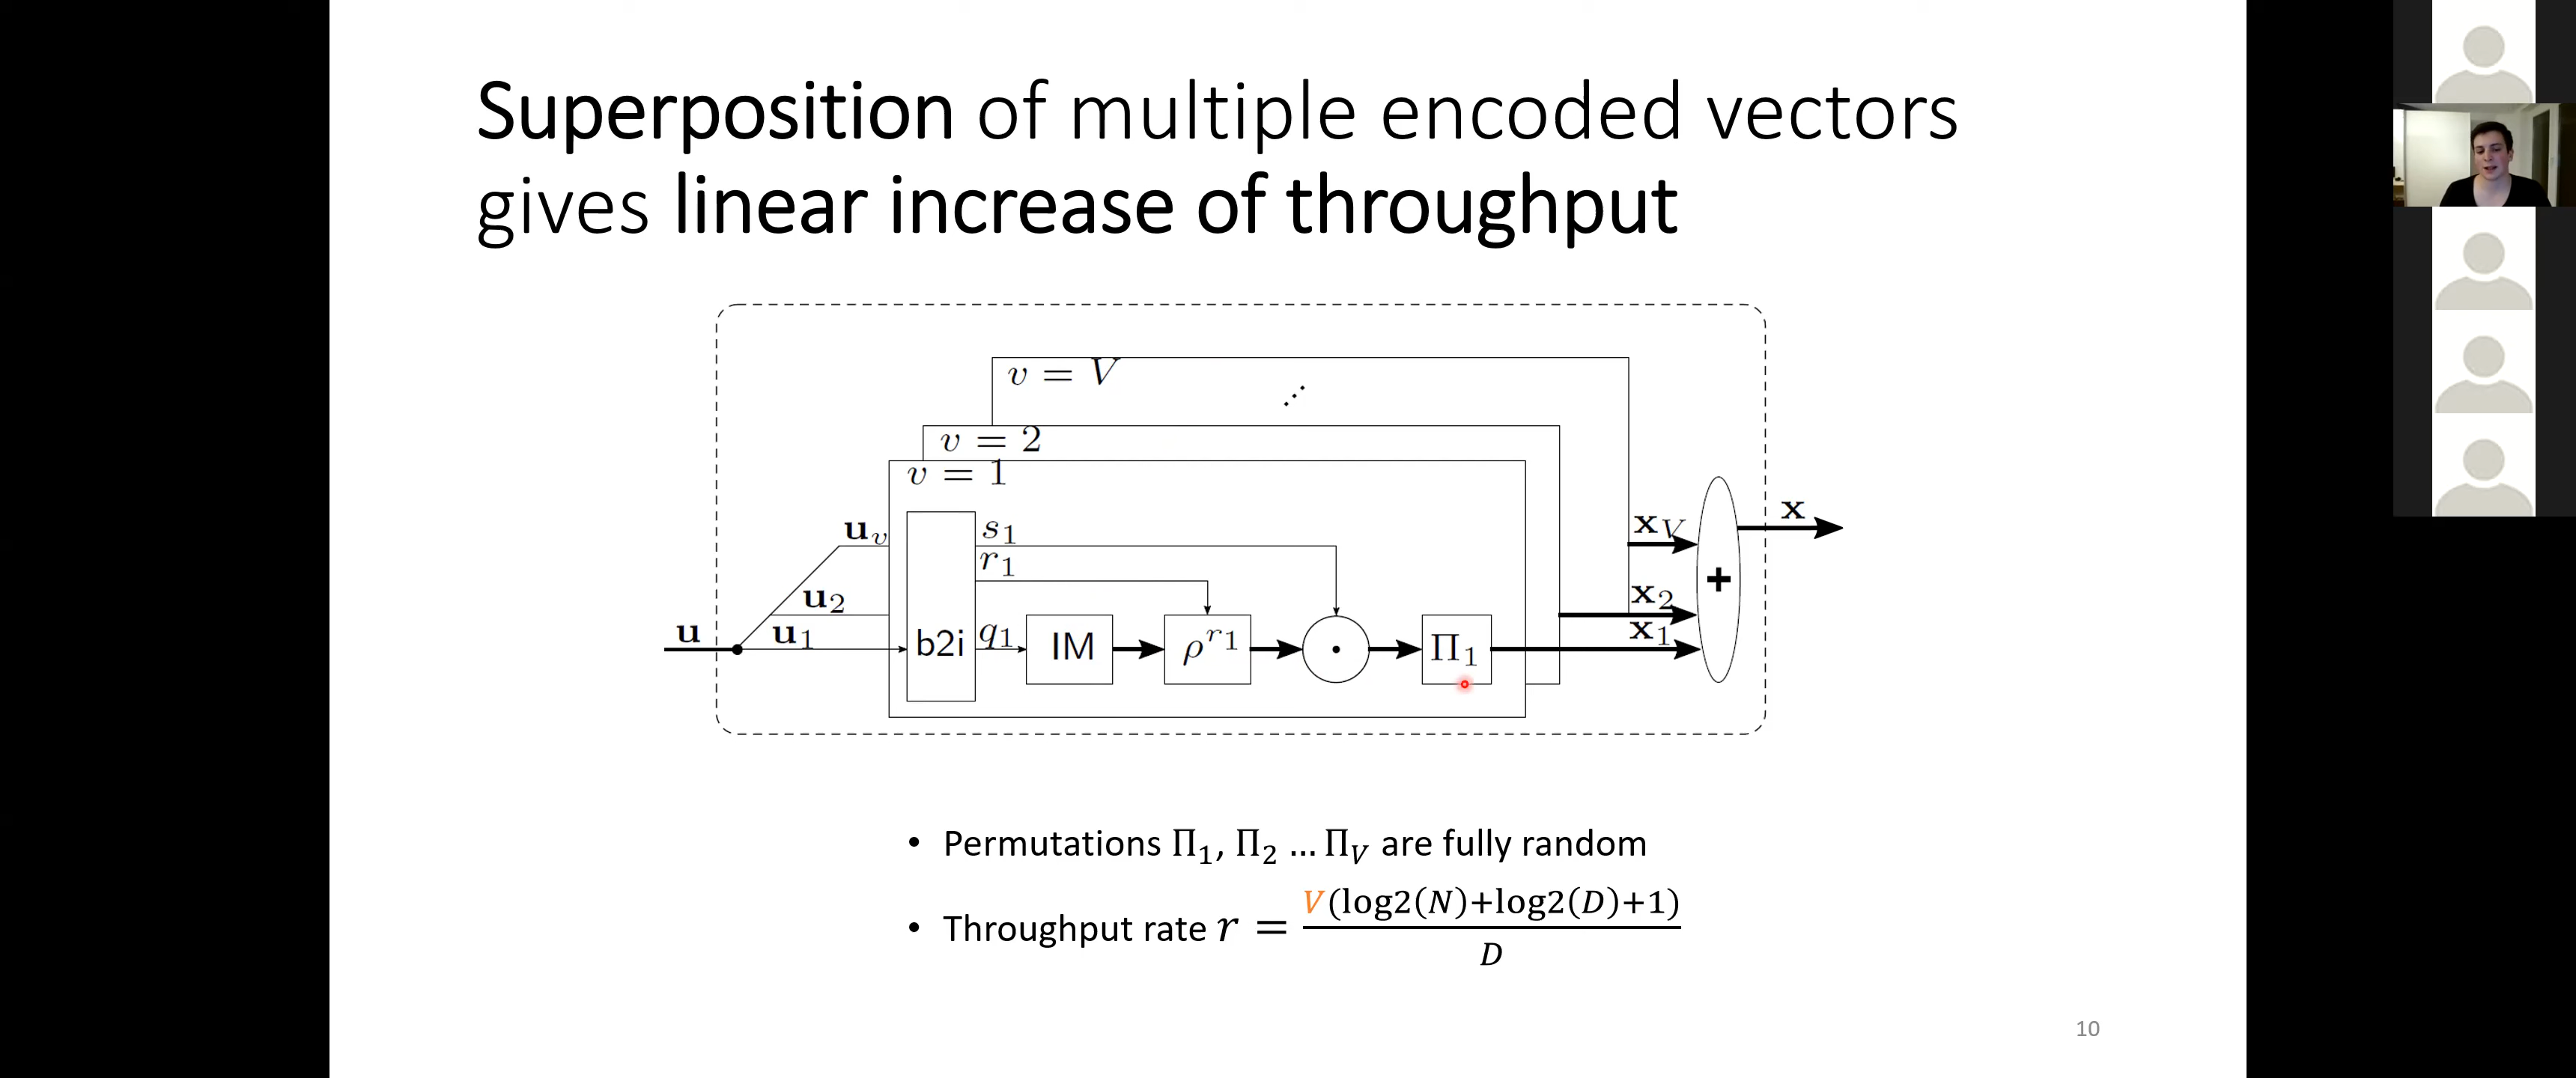 Superposition of multiple encoded vectors
gives linear increase of throughput
v = V
⋰
v = 2
v = 1
u_v
s_1
x_V
x
r_1
+
u_2
x_2
u
u_1
b2i
q_1
IM
ρ^{r_1}
·
Π_1
x_1
• Permutations Π_1, Π_2 … Π_V are fully random
• Throughput rate r = V(log2(N)+log2(D)+1) / D
10